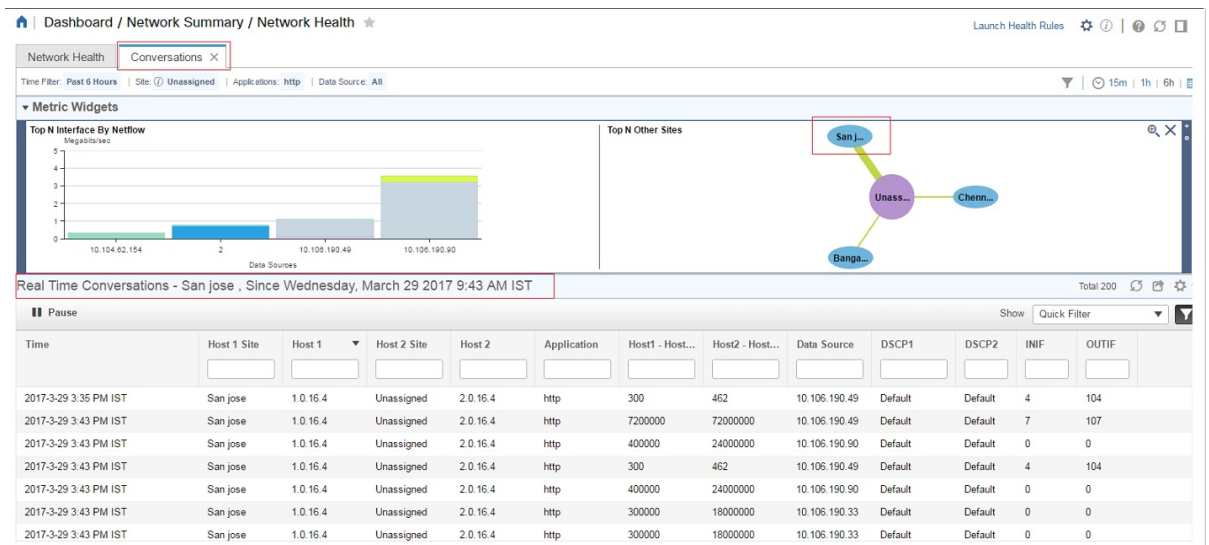 Dashboard / Network Summary / Network Health
Launch Health Rules
Network Health
Conversations
Time Filter: Past 6 Hours | Site: Unassigned | Applications: http | Data Source: All
15m | 1h | 6h |
Metric Widgets
Top N Interface By Netflow
Megabits/sec
5
4
3
2
1
0
10.104.62.154 2 10.106.190.49 10.106.190.90
Data Sources
Top N Other Sites
San j...
Unass...
Chenn...
Banga...
Real Time Conversations - San jose , Since Wednesday, March 29 2017 9:43 AM IST
Total 200
Pause
Show Quick Filter
Time Host 1 Site Host 1 Host 2 Site Host 2 Application Host1 - Host... Host2 - Host... Data Source DSCP1 DSCP2 INIF OUTIF
2017-3-29 3:35 PM IST San jose 1.0.16.4 Unassigned 2.0.16.4 http 300 462 10.106.190.49 Default Default 4 104
2017-3-29 3:43 PM IST San jose 1.0.16.4 Unassigned 2.0.16.4 http 7200000 72000000 10.106.190.49 Default Default 7 107
2017-3-29 3:43 PM IST San jose 1.0.16.4 Unassigned 2.0.16.4 http 400000 24000000 10.106.190.90 Default Default 0 0
2017-3-29 3:43 PM IST San jose 1.0.16.4 Unassigned 2.0.16.4 http 300 462 10.106.190.49 Default Default 4 104
2017-3-29 3:43 PM IST San jose 1.0.16.4 Unassigned 2.0.16.4 http 400000 24000000 10.106.190.90 Default Default 0 0
2017-3-29 3:43 PM IST San jose 1.0.16.4 Unassigned 2.0.16.4 http 300000 18000000 10.106.190.33 Default Default 0 0
2017-3-29 3:43 PM IST San jose 1.0.16.4 Unassigned 2.0.16.4 http 300000 18000000 10.106.190.33 Default Default 0 0